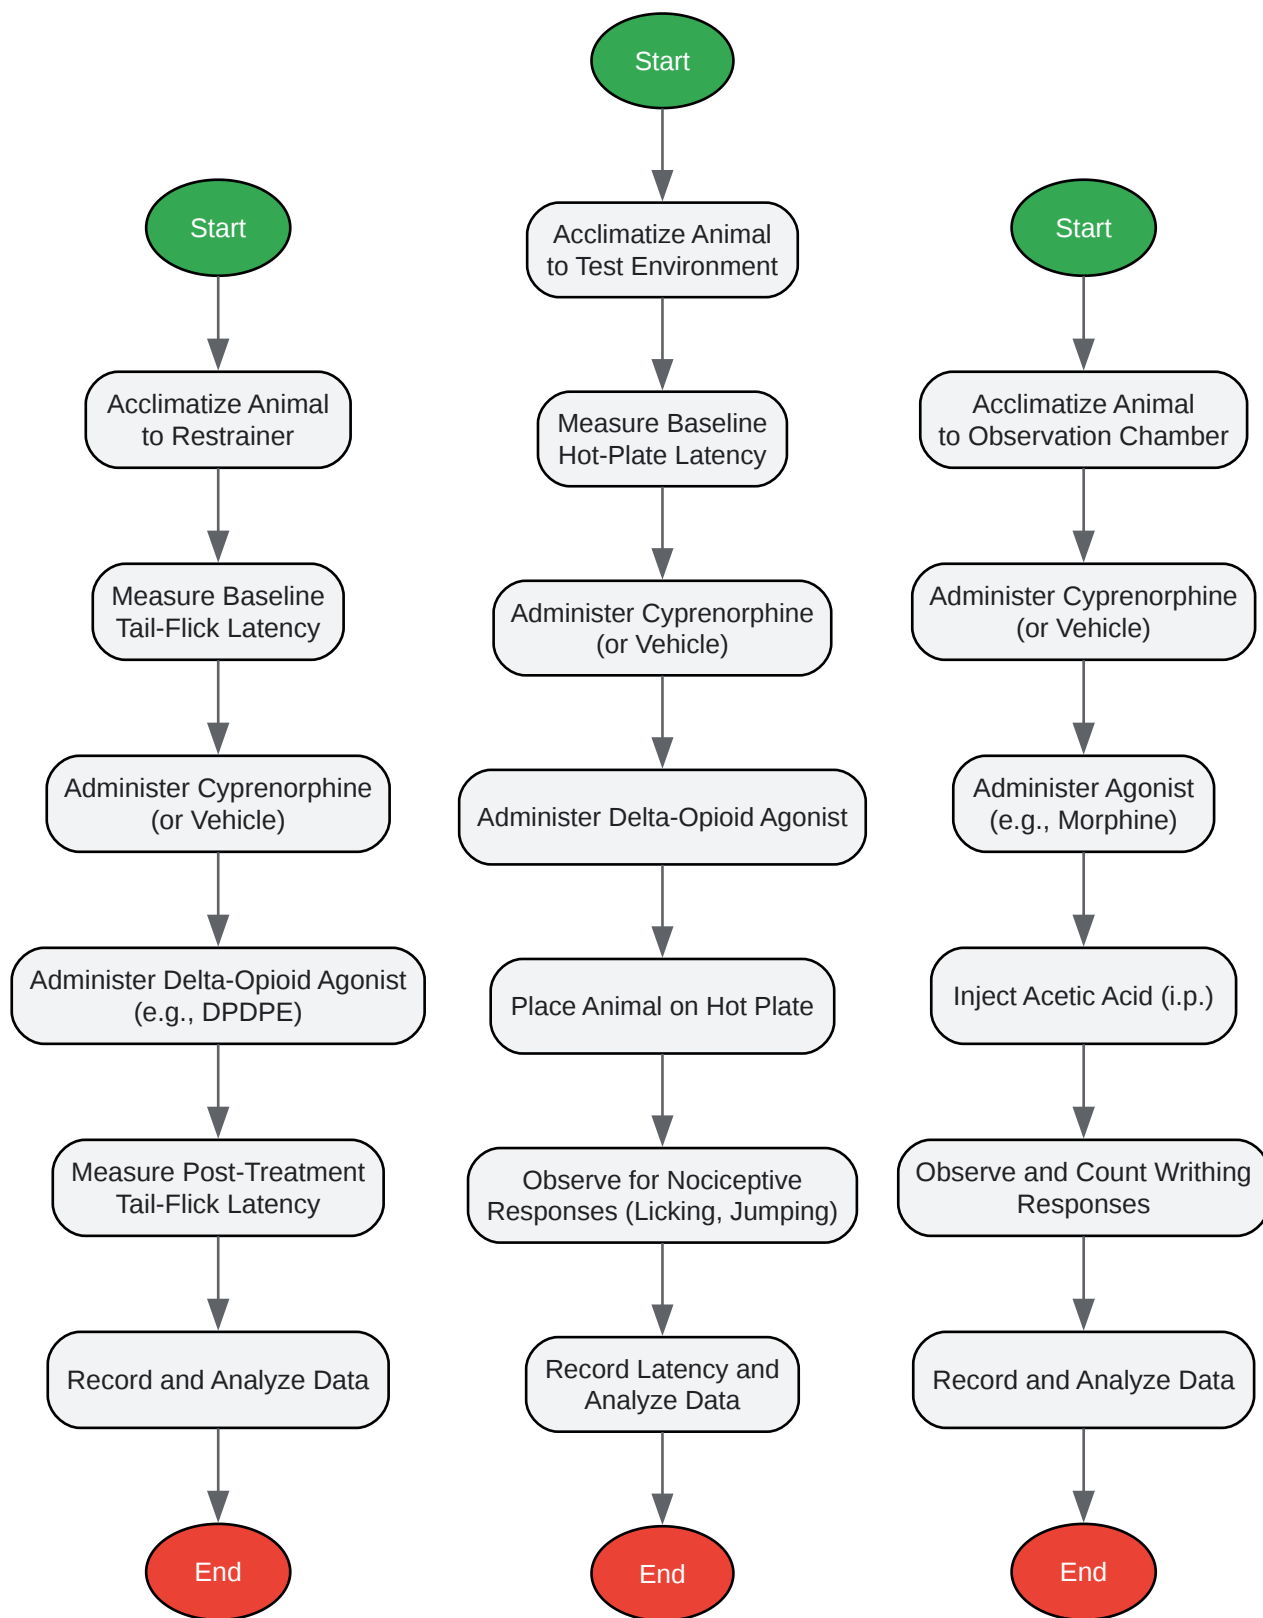 Start
Acclimatize Animal
to Restrainer
Measure Baseline
Tail-Flick Latency
Administer Cyprenorphine
(or Vehicle)
Administer Delta-Opioid Agonist
(e.g., DPDPE)
Measure Post-Treatment
Tail-Flick Latency
Record and Analyze Data
End
Start
Acclimatize Animal
to Test Environment
Measure Baseline
Hot-Plate Latency
Administer Cyprenorphine
(or Vehicle)
Administer Delta-Opioid Agonist
Place Animal on Hot Plate
Observe for Nociceptive
Responses (Licking, Jumping)
Record Latency and
Analyze Data
End
Start
Acclimatize Animal
to Observation Chamber
Administer Cyprenorphine
(or Vehicle)
Administer Agonist
(e.g., Morphine)
Inject Acetic Acid (i.p.)
Observe and Count Writhing
Responses
Record and Analyze Data
End